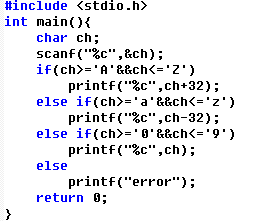 #include <stdio.h>
int main(){
    char ch;
    scanf("%c",&ch);
    if(ch>='A'&&ch<='Z')
        printf("%c",ch+32);
    else if(ch>='a'&&ch<='z')
        printf("%c",ch-32);
    else if(ch>='0'&&ch<='9')
        printf("%c",ch);
    else
        printf("error");
    return 0;
}